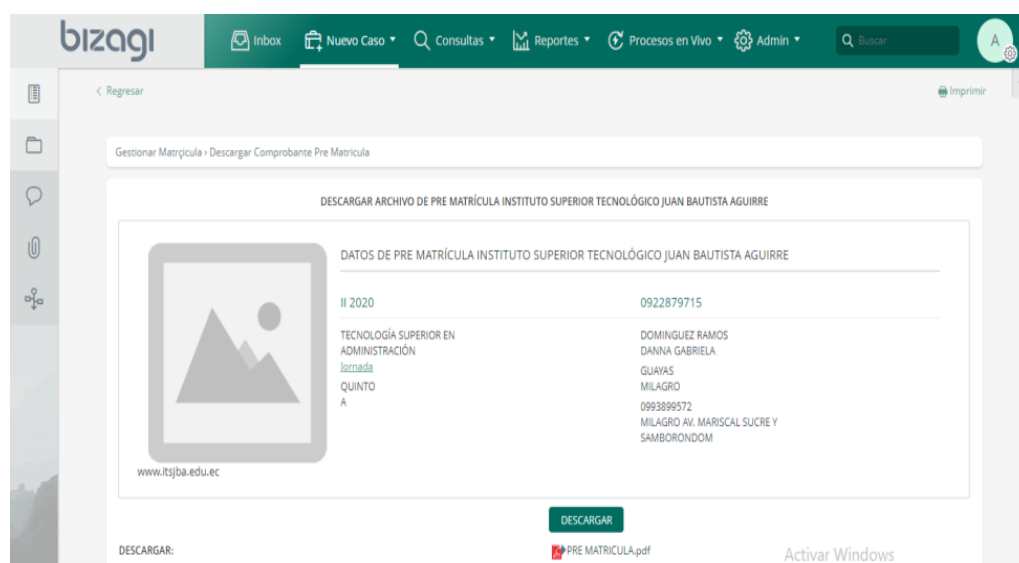 bizagi
Inbox
Nuevo Caso
Consultas
Reportes
Procesos en Vivo
Admin
Buscar
A
Regresar
Imprimir
Gestionar Matrçicula › Descargar Comprobante Pre Matricula
DESCARGAR ARCHIVO DE PRE MATRÍCULA INSTITUTO SUPERIOR TECNOLÓGICO JUAN BAUTISTA AGUIRRE
DATOS DE PRE MATRÍCULA INSTITUTO SUPERIOR TECNOLÓGICO JUAN BAUTISTA AGUIRRE
II 2020
0922879715
TECNOLOGÍA SUPERIOR EN
ADMINISTRACIÓN
Jornada
QUINTO
A
DOMINGUEZ RAMOS
DANNA GABRIELA
GUAYAS
MILAGRO
0993899572
MILAGRO AV. MARISCAL SUCRE Y
SAMBORONDOM
www.itsjba.edu.ec
DESCARGAR
DESCARGAR:
PRE MATRICULA.pdf
Activar Windows